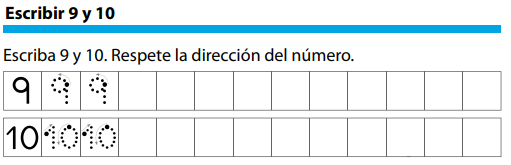 Escribir 9 y 10
Escriba 9 y 10. Respete la dirección del número.
9 9 9
10 10 10